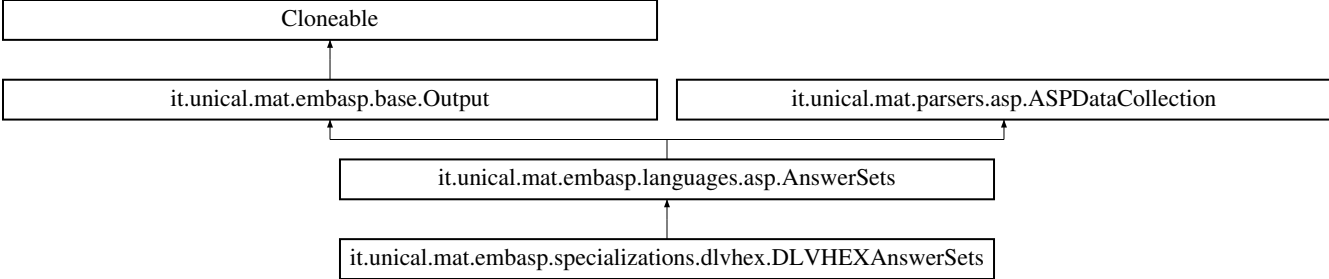 Cloneable
it.unical.mat.embasp.base.Output
it.unical.mat.parsers.asp.ASPDataCollection
it.unical.mat.embasp.languages.asp.AnswerSets
it.unical.mat.embasp.specializations.dlvhex.DLVHEXAnswerSets